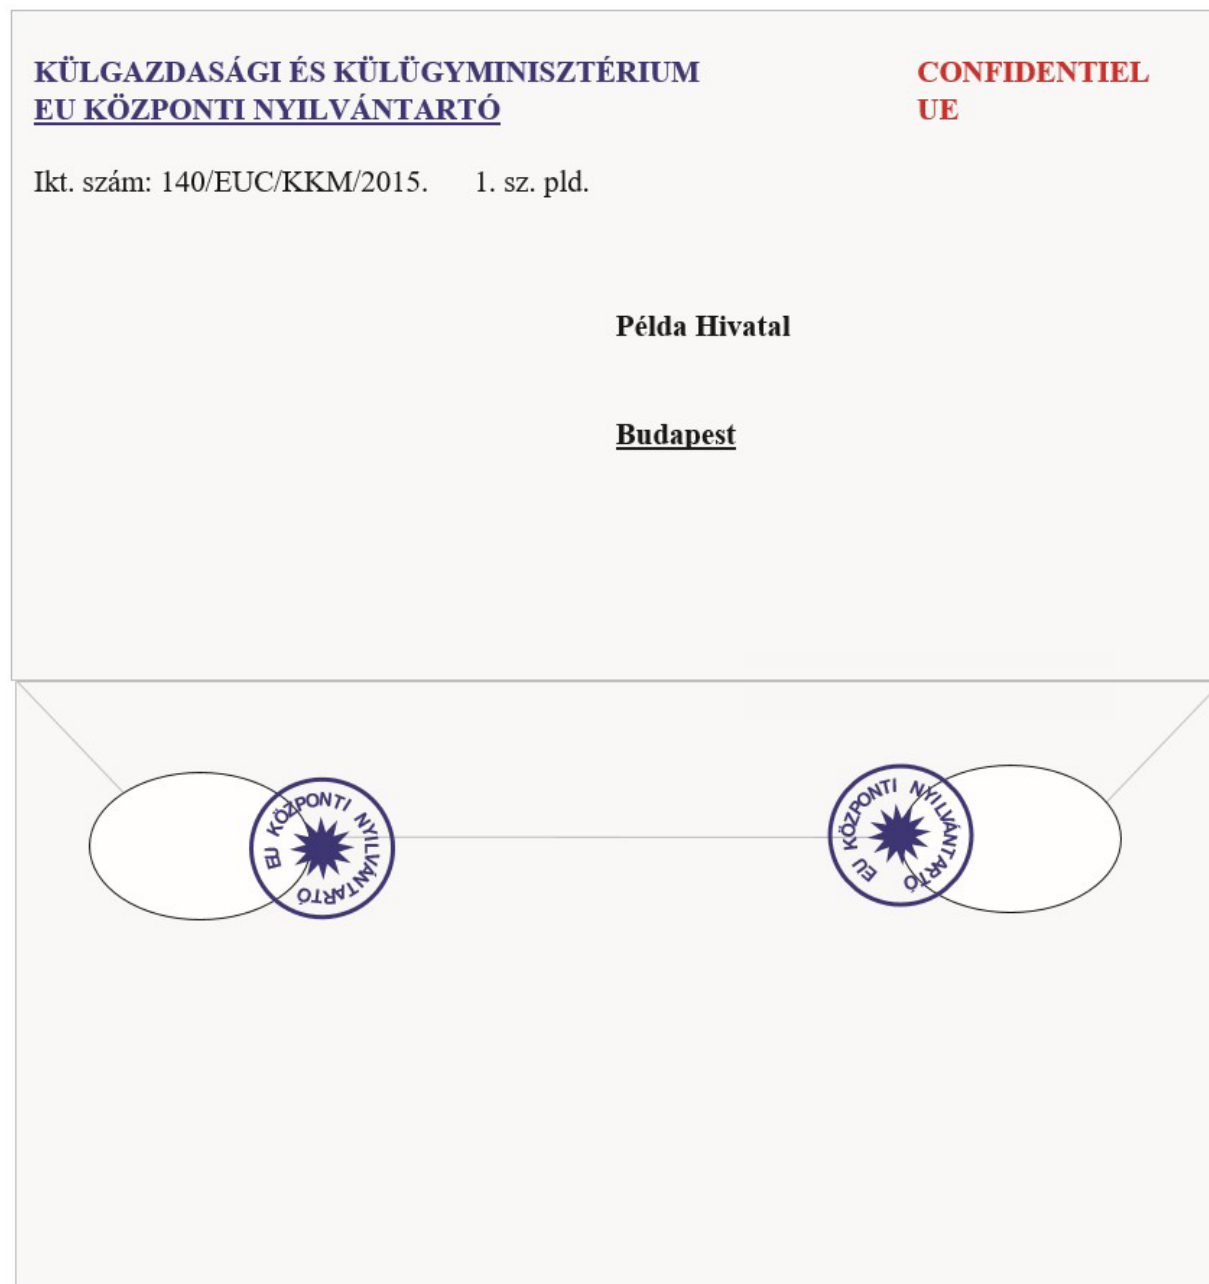 KÜLGAZDASÁGI ÉS KÜLÜGYMINISZTÉRIUM
EU KÖZPONTI NYILVÁNTARTÓ
CONFIDENTIEL
UE
Ikt. szám: 140/EUC/KKM/2015. 1. sz. pld.
Példa Hivatal
Budapest
EU KÖZPONTI NYILVÁNTARTÓ
EU KÖZPONTI NYILVÁNTARTÓ